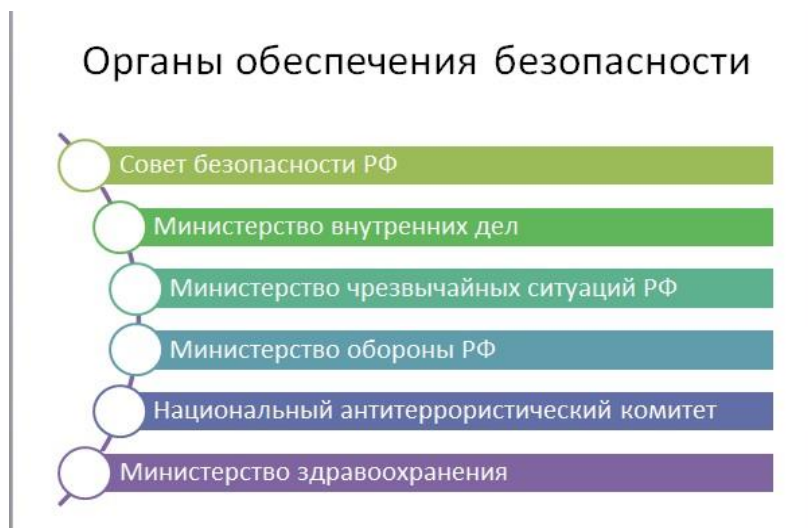 Органы обеспечения безопасности
Совет безопасности РФ
Министерство внутренних дел
Министерство чрезвычайных ситуаций РФ
Министерство обороны РФ
Национальный антитеррористический комитет
Министерство здравоохранения